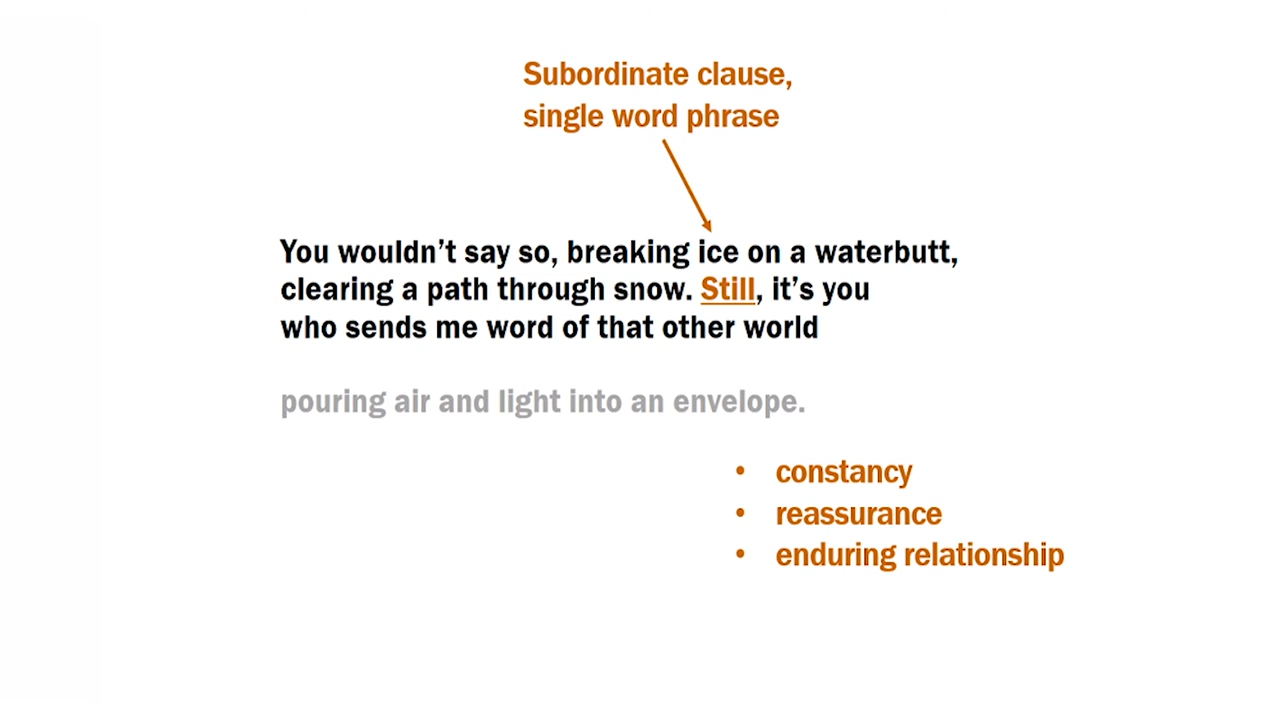 Subordinate clause,
single word phrase
You wouldn’t say so, breaking ice on a waterbutt,
clearing a path through snow. Still, it’s you
who sends me word of that other world
pouring air and light into an envelope.
• constancy
• reassurance
• enduring relationship